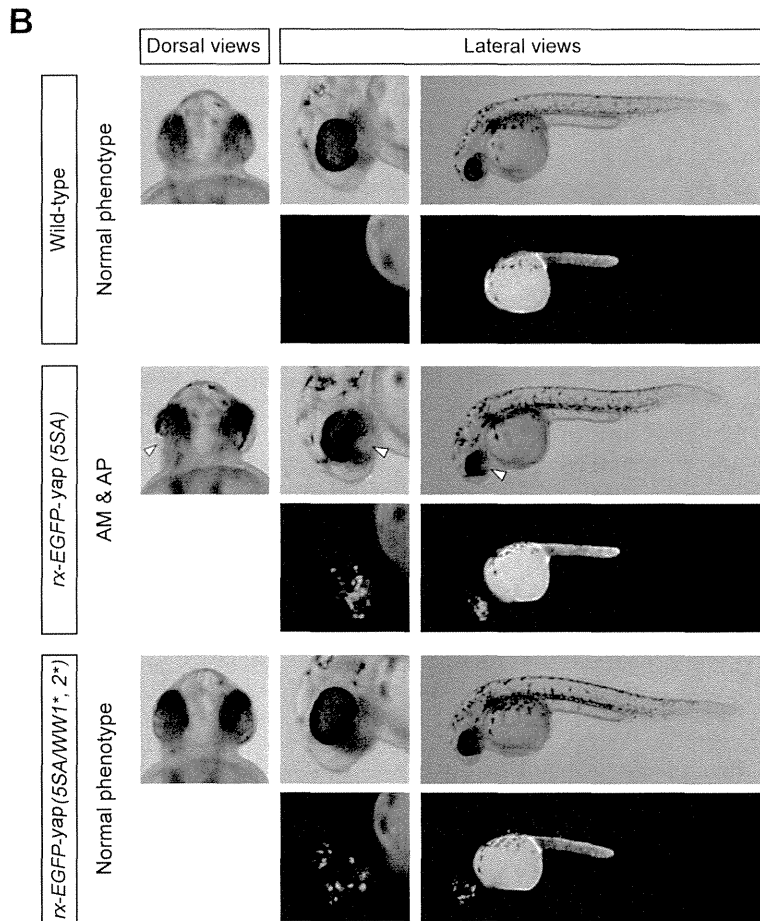 B
Dorsal views
Lateral views
Wild-type
Normal phenotype
rx-EGFP-yap (5SA)
AM & AP
rx-EGFP-yap (5SA/WW1*, 2*)
Normal phenotype